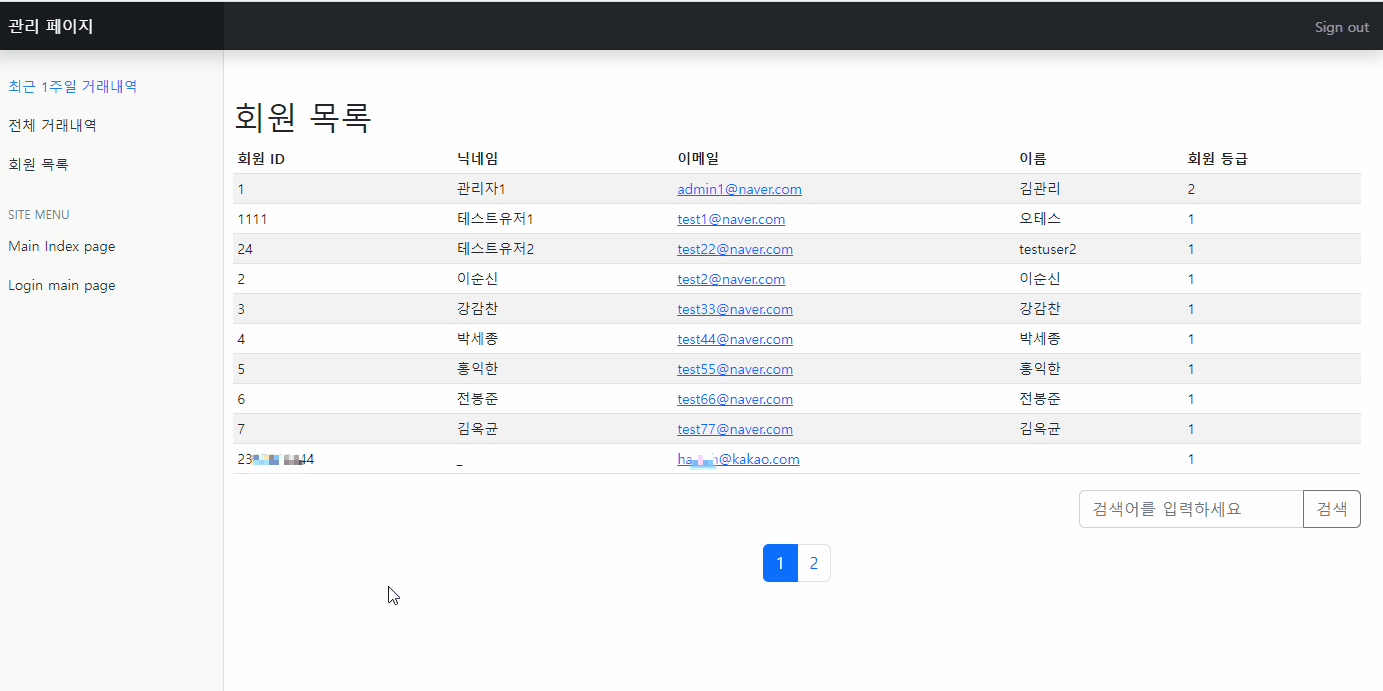 관리 페이지
Sign out
최근 1주일 거래내역
전체 거래내역
회원 목록
SITE MENU
Main Index page
Login main page
회원 목록
회원 ID 닉네임 이메일 이름 회원 등급
1 관리자1 admin1@naver.com 김관리 2
1111 테스트유저1 test1@naver.com 오테스 1
24 테스트유저2 test22@naver.com testuser2 1
2 이순신 test2@naver.com 이순신 1
3 강감찬 test33@naver.com 강감찬 1
4 박세종 test44@naver.com 박세종 1
5 홍익한 test55@naver.com 홍익한 1
6 전봉준 test66@naver.com 전봉준 1
7 김옥균 test77@naver.com 김옥균 1
_ 1
검색어를 입력하세요 검색
1 2